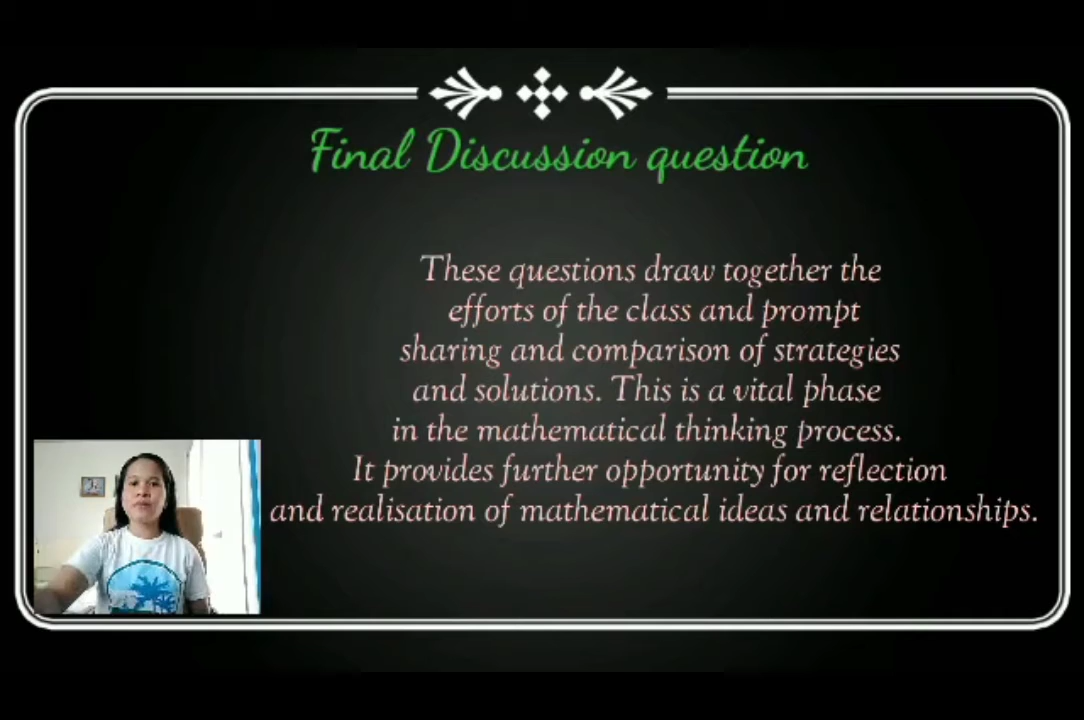 Final Discussion question
These questions draw together the
efforts of the class and prompt
sharing and comparison of strategies
and solutions. This is a vital phase
in the mathematical thinking process.
It provides further opportunity for reflection
and realisation of mathematical ideas and relationships.